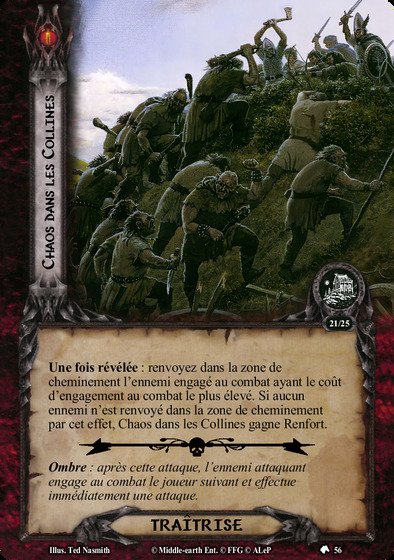 CHAOS DANS LES COLLINES
21/25
Une fois révélée : renvoyez dans la zone de
cheminement l'ennemi engagé au combat ayant le coût
d'engagement au combat le plus élevé. Si aucun
ennemi n'est renvoyé dans la zone de cheminement
par cet effet, Chaos dans les Collines gagne Renfort.
Ombre : après cette attaque, l'ennemi attaquant
engage au combat le joueur suivant et effectue
immédiatement une attaque.
TRAÎTRISE
Illus. Ted Nasmith © Middle-earth Ent. © FFG © ALeP 56